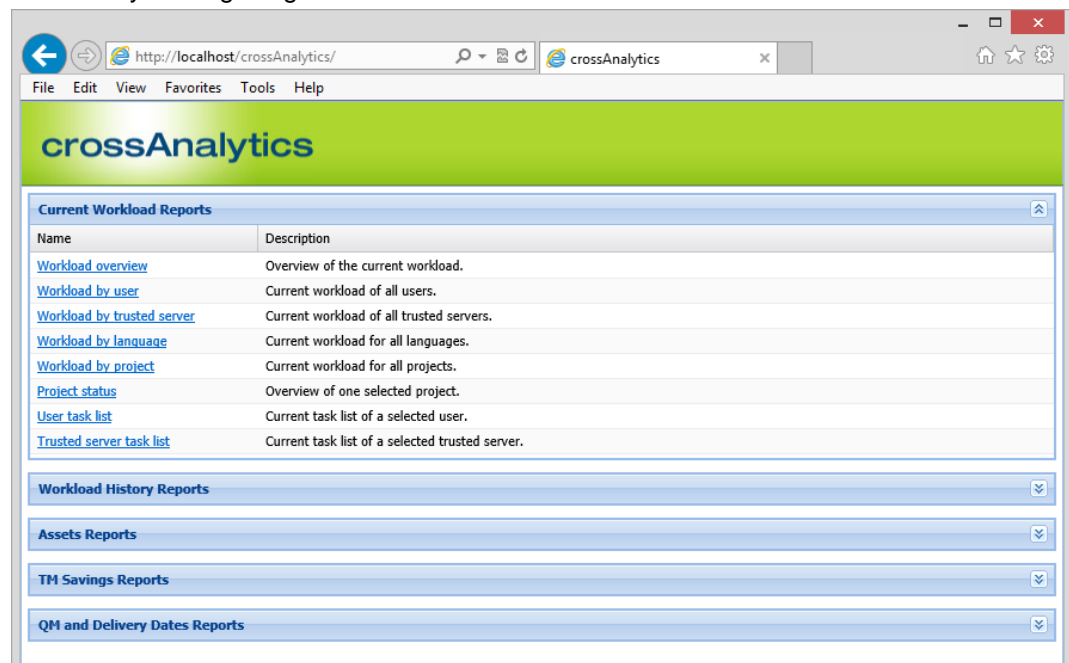 http://localhost/crossAnalytics/
crossAnalytics
File Edit View Favorites Tools Help
crossAnalytics
Current Workload Reports
Name Description
Workload overview Overview of the current workload.
Workload by user Current workload of all users.
Workload by trusted server Current workload of all trusted servers.
Workload by language Current workload for all languages.
Workload by project Current workload for all projects.
Project status Overview of one selected project.
User task list Current task list of a selected user.
Trusted server task list Current task list of a selected trusted server.
Workload History Reports
Assets Reports
TM Savings Reports
QM and Delivery Dates Reports